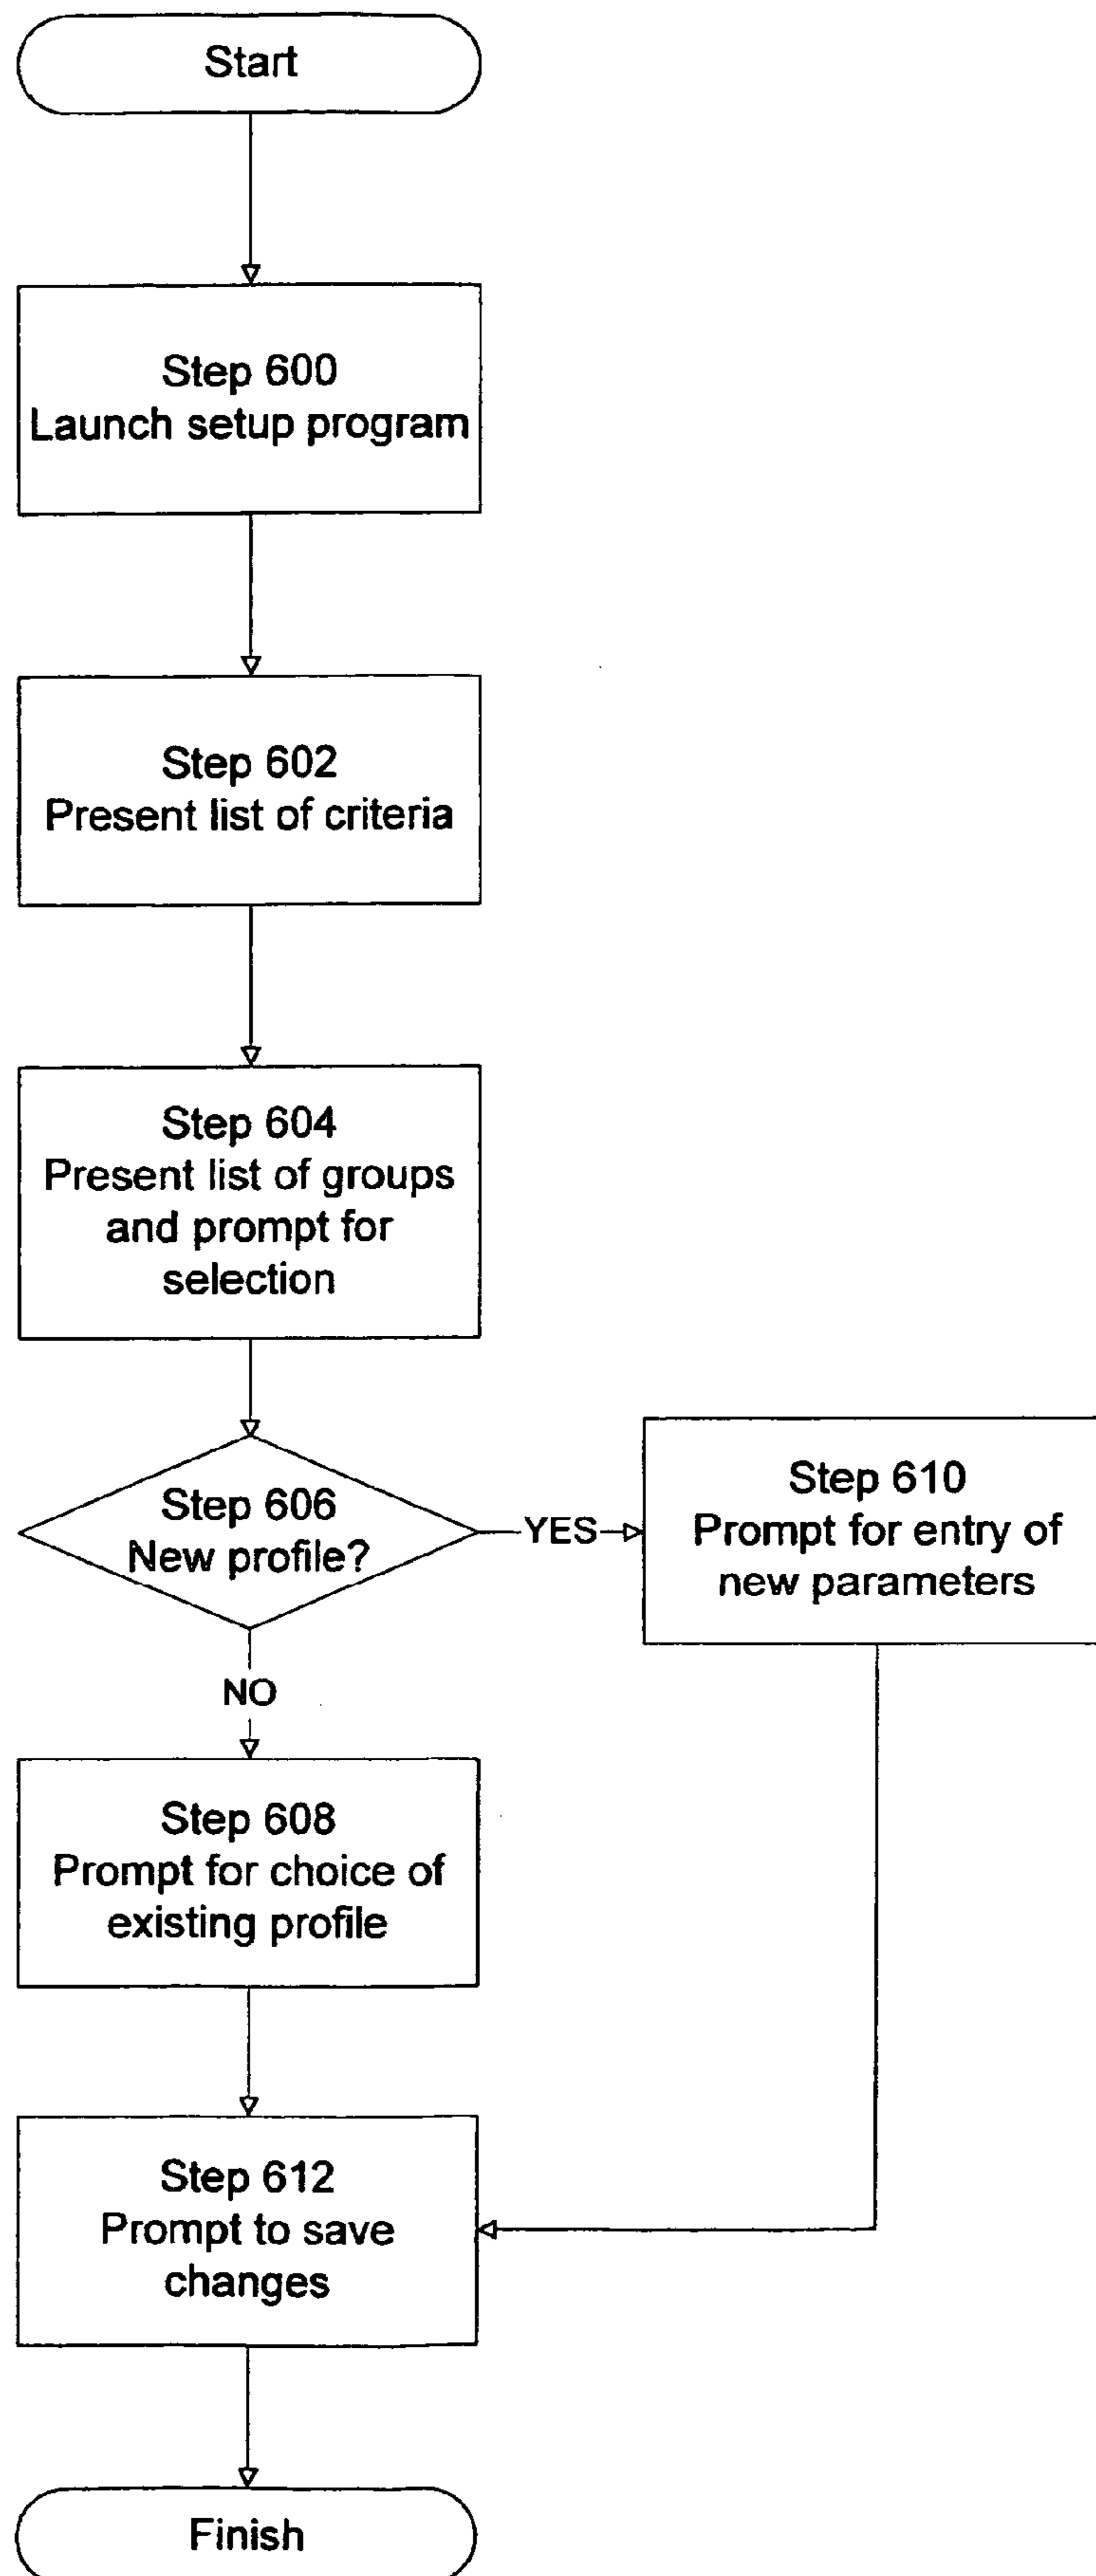 Start
Step 600
Launch setup program
Step 602
Present list of criteria
Step 604
Present list of groups
and prompt for
selection
Step 606
New profile?
YES
Step 610
Prompt for entry of
new parameters
NO
Step 608
Prompt for choice of
existing profile
Step 612
Prompt to save
changes
Finish